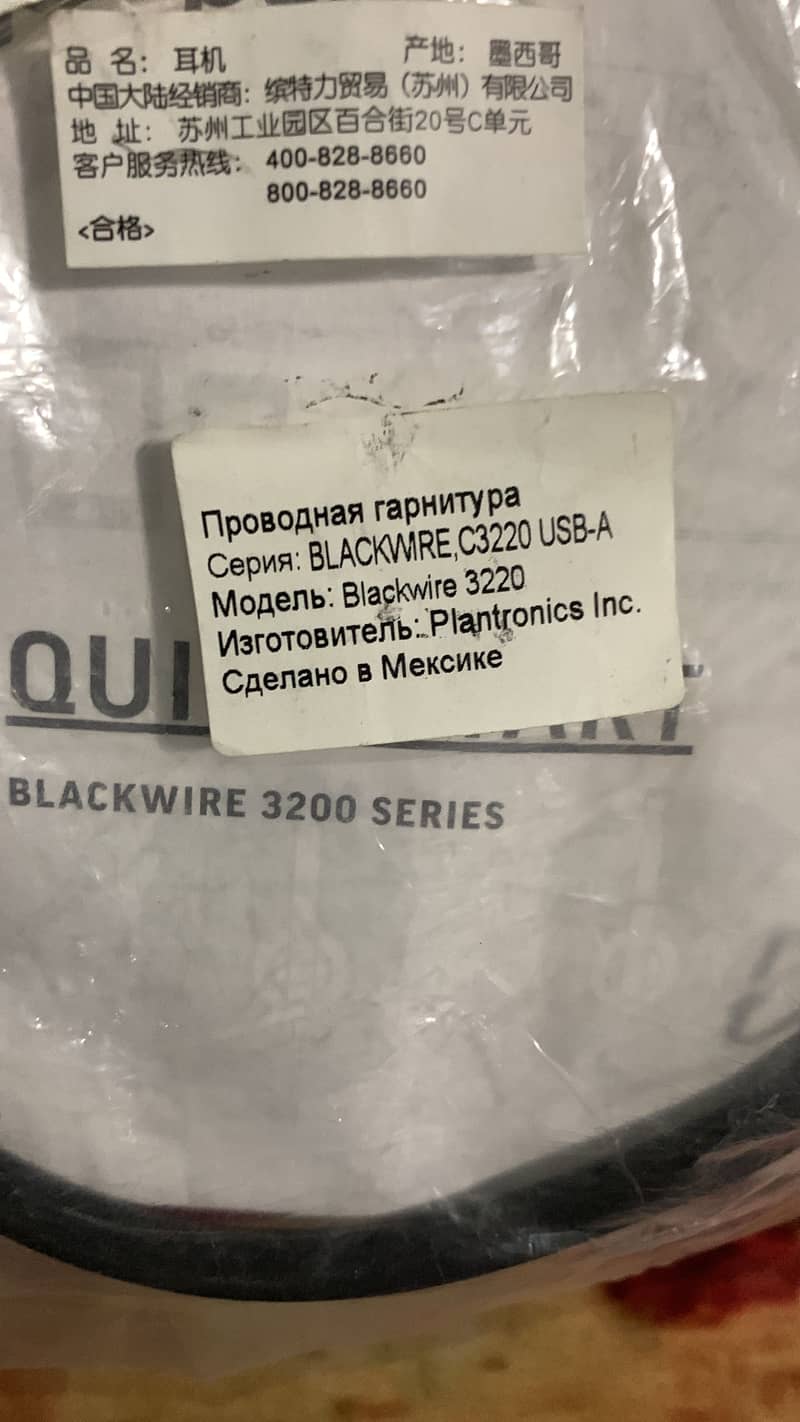 品 名: 耳机 产地: 墨西哥
中国大陆经销商: 缤特力贸易 (苏州) 有限公司
地 址: 苏州工业园区百合街20号C单元
客户服务热线: 400-828-8660
800-828-8660
<合格>
Проводная гарнитура
Серия: BLACKWIRE,C3220 USB-A
Модель: Blackwire 3220
Изготовитель: Plantronics Inc.
Сделано в Мексике
BLACKWIRE 3200 SERIES